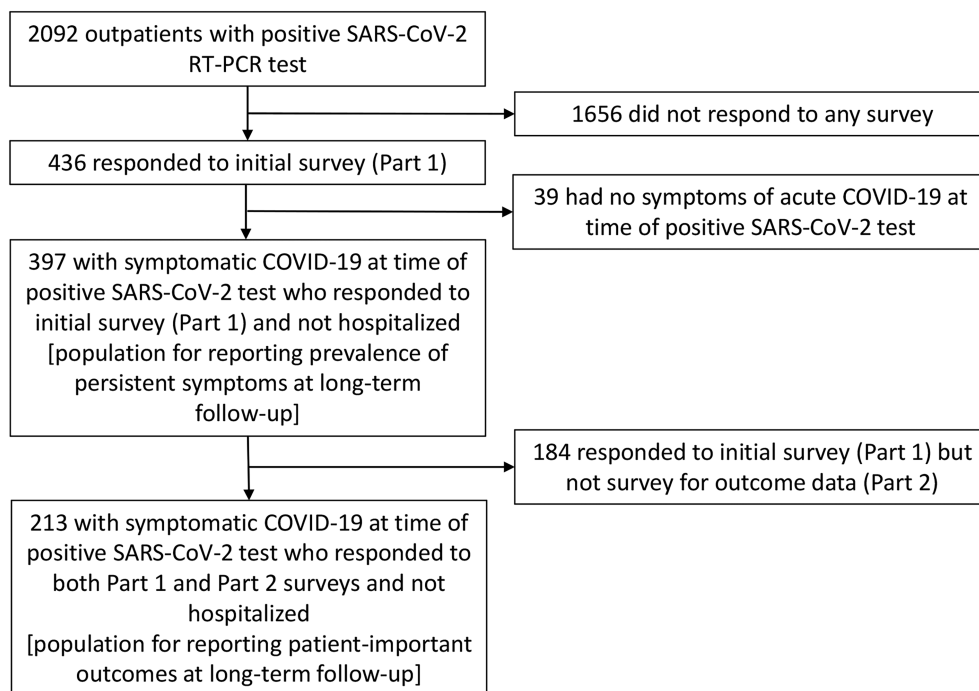 2092 outpatients with positive SARS-CoV-2
RT-PCR test
1656 did not respond to any survey
436 responded to initial survey (Part 1)
39 had no symptoms of acute COVID-19 at
time of positive SARS-CoV-2 test
397 with symptomatic COVID-19 at time of
positive SARS-CoV-2 test who responded to
initial survey (Part 1) and not hospitalized
[population for reporting prevalence of
persistent symptoms at long-term
follow-up]
184 responded to initial survey (Part 1) but
not survey for outcome data (Part 2)
213 with symptomatic COVID-19 at time of
positive SARS-CoV-2 test who responded to
both Part 1 and Part 2 surveys and not
hospitalized
[population for reporting patient-important
outcomes at long-term follow-up]